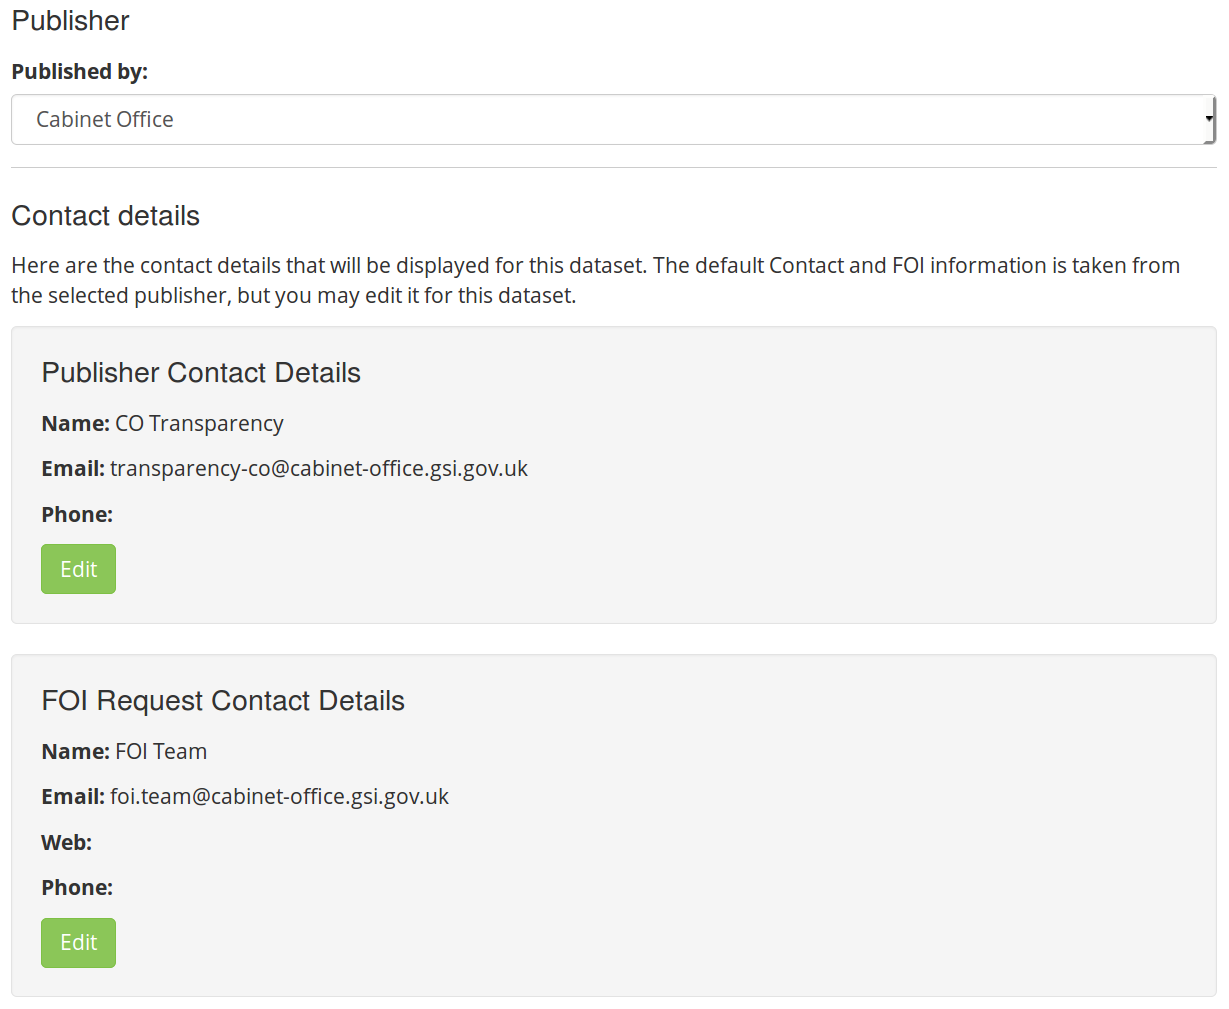 Publisher
Published by:
Cabinet Office
Contact details
Here are the contact details that will be displayed for this dataset. The default Contact and FOI information is taken from
the selected publisher, but you may edit it for this dataset.
Publisher Contact Details
Name: CO Transparency
Email: transparency-co@cabinet-office.gsi.gov.uk
Phone:
Edit
FOI Request Contact Details
Name: FOI Team
Email: foi.team@cabinet-office.gsi.gov.uk
Web:
Phone:
Edit